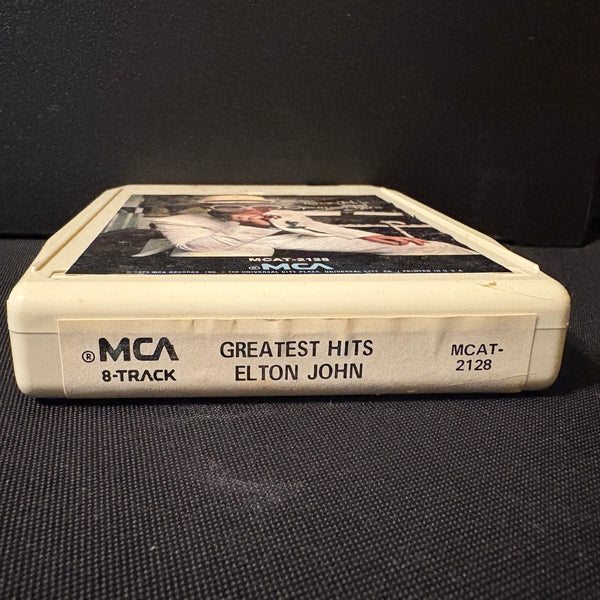 MCAT-2128
® MCA
® MCA
8-TRACK
GREATEST HITS
ELTON JOHN
MCAT-
2128